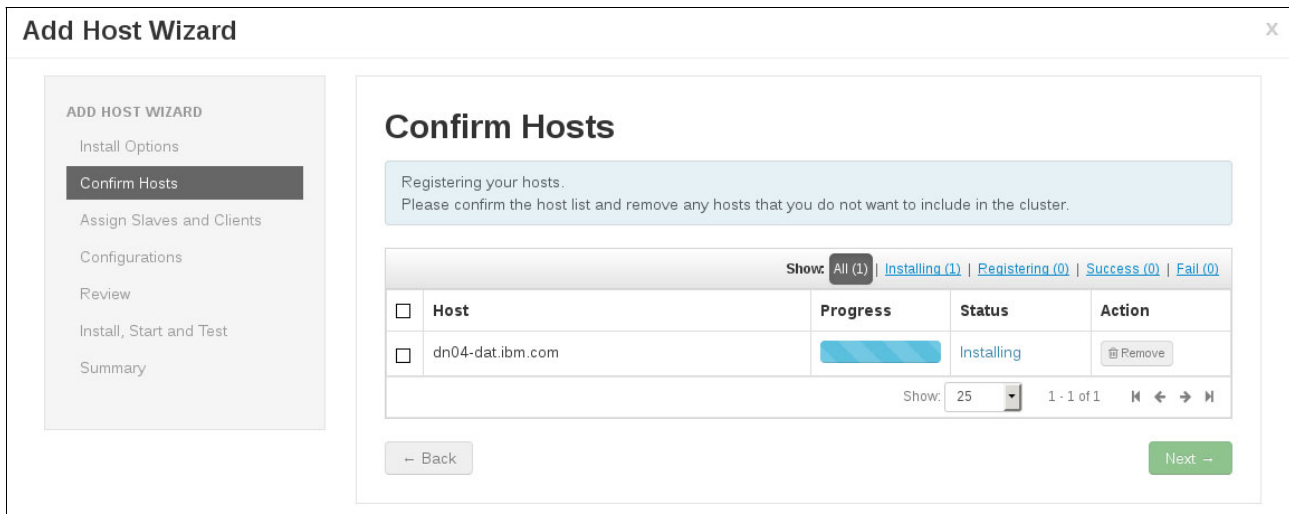 Add Host Wizard
x
ADD HOST WIZARD
Install Options
Confirm Hosts
Assign Slaves and Clients
Configurations
Review
Install, Start and Test
Summary
Confirm Hosts
Registering your hosts.
Please confirm the host list and remove any hosts that you do not want to include in the cluster.
Show: All (1) | Installing (1) | Registering (0) | Success (0) | Fail (0)
Host Progress Status Action
dn04-dat.ibm.com Installing Remove
Show: 25 1 - 1 of 1
← Back
Next →